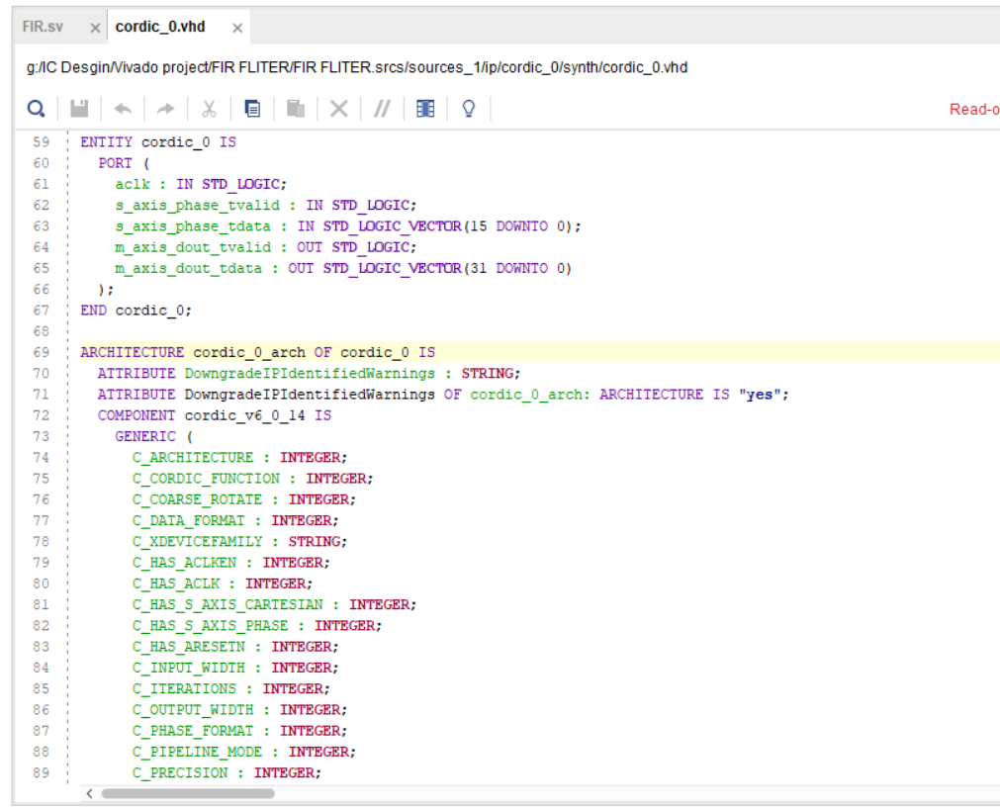 FIR.sv × cordic_0.vhd ×
g:/IC Desgin/Vivado project/FIR FLITER/FIR FLITER.srcs/sources_1/ip/cordic_0/synth/cordic_0.vhd
Read-o
59 ENTITY cordic_0 IS
60 PORT (
61 aclk : IN STD_LOGIC;
62 s_axis_phase_tvalid : IN STD_LOGIC;
63 s_axis_phase_tdata : IN STD_LOGIC_VECTOR(15 DOWNTO 0);
64 m_axis_dout_tvalid : OUT STD_LOGIC;
65 m_axis_dout_tdata : OUT STD_LOGIC_VECTOR(31 DOWNTO 0)
66 );
67 END cordic_0;
68
69 ARCHITECTURE cordic_0_arch OF cordic_0 IS
70 ATTRIBUTE DowngradeIPIdentifiedWarnings : STRING;
71 ATTRIBUTE DowngradeIPIdentifiedWarnings OF cordic_0_arch: ARCHITECTURE IS "yes";
72 COMPONENT cordic_v6_0_14 IS
73 GENERIC (
74 C_ARCHITECTURE : INTEGER;
75 C_CORDIC_FUNCTION : INTEGER;
76 C_COARSE_ROTATE : INTEGER;
77 C_DATA_FORMAT : INTEGER;
78 C_XDEVICEFAMILY : STRING;
79 C_HAS_ACLKEN : INTEGER;
80 C_HAS_ACLK : INTEGER;
81 C_HAS_S_AXIS_CARTESIAN : INTEGER;
82 C_HAS_S_AXIS_PHASE : INTEGER;
83 C_HAS_ARESETN : INTEGER;
84 C_INPUT_WIDTH : INTEGER;
85 C_ITERATIONS : INTEGER;
86 C_OUTPUT_WIDTH : INTEGER;
87 C_PHASE_FORMAT : INTEGER;
88 C_PIPELINE_MODE : INTEGER;
89 C_PRECISION : INTEGER;